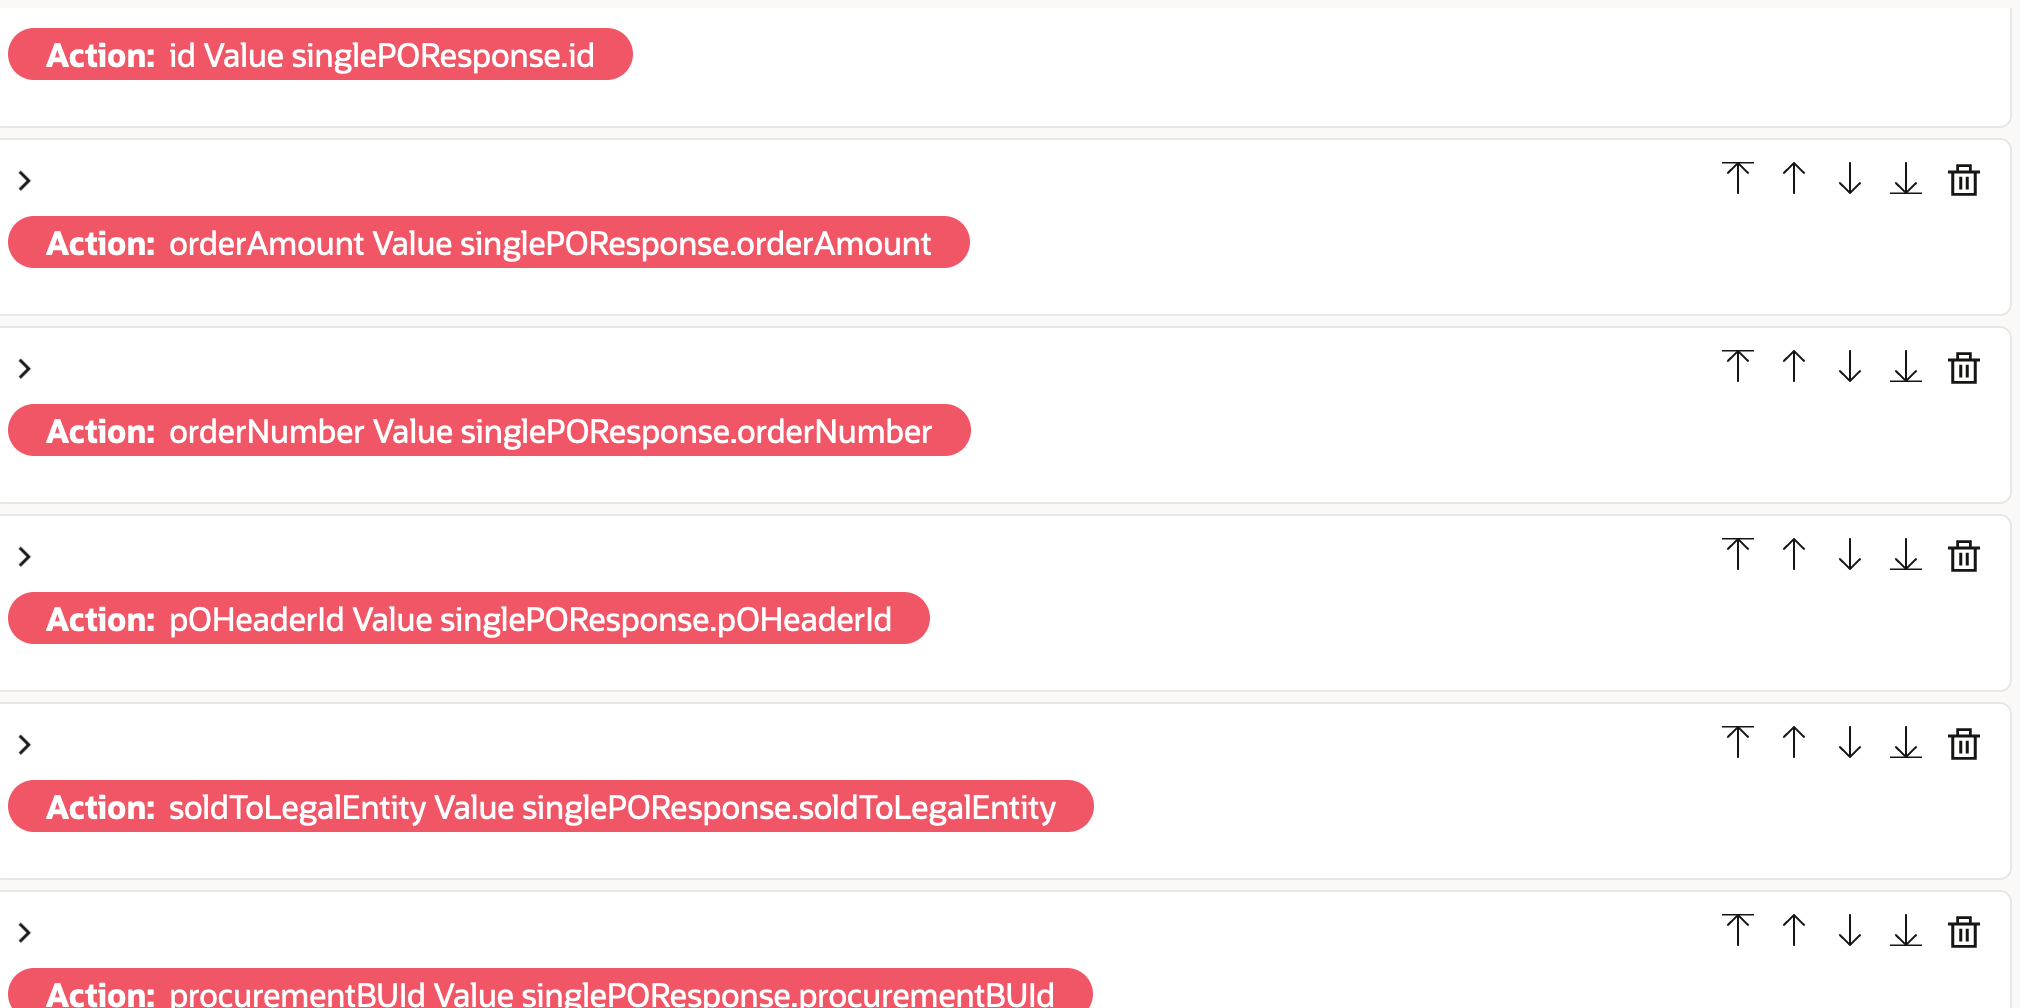 Action: id Value singlePOResponse.id
Action: orderAmount Value singlePOResponse.orderAmount
Action: orderNumber Value singlePOResponse.orderNumber
Action: pOHeaderId Value singlePOResponse.pOHeaderId
Action: soldToLegalEntity Value singlePOResponse.soldToLegalEntity
Action: procurementBUId Value singlePOResponse.procurementBUId